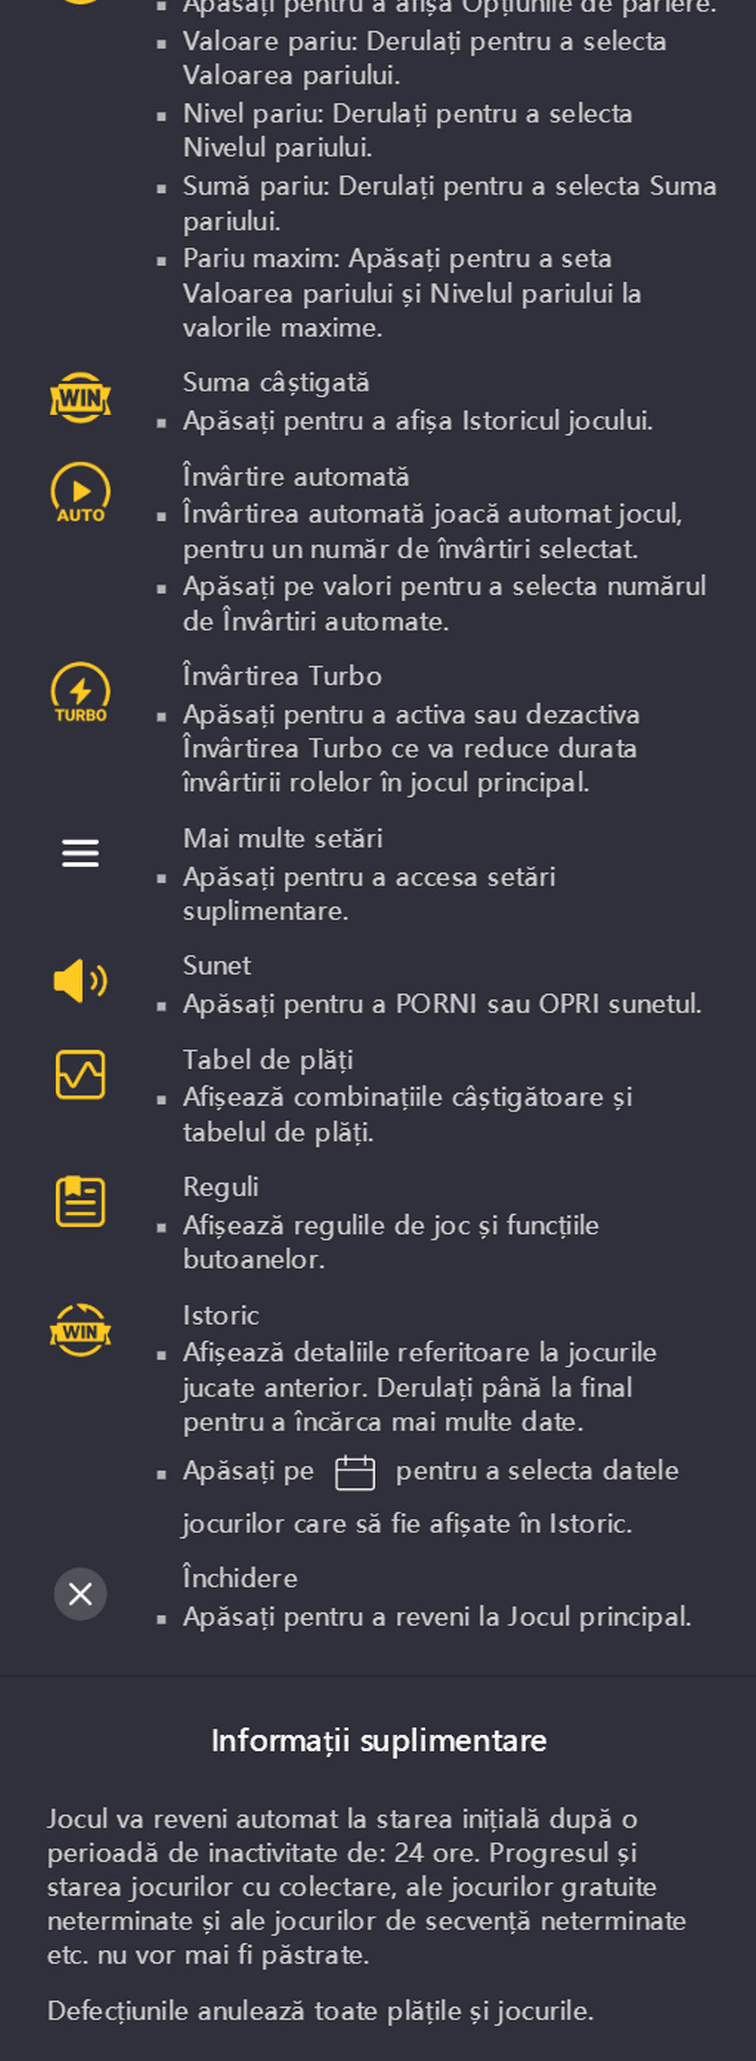 Apăsați pentru a afișa Opțiunile de pariere.
Valoare pariu: Derulați pentru a selecta
Valoarea pariului.
Nivel pariu: Derulați pentru a selecta
Nivelul pariului.
Sumă pariu: Derulați pentru a selecta Suma
pariului.
Pariu maxim: Apăsați pentru a seta
Valoarea pariului și Nivelul pariului la
valorile maxime.
WIN
Suma câștigată
Apăsați pentru a afișa Istoricul jocului.
AUTO
Învârtire automată
Învârtirea automată joacă automat jocul,
pentru un număr de învârtiri selectat.
Apăsați pe valori pentru a selecta numărul
de Învârtiri automate.
TURBO
Învârtirea Turbo
Apăsați pentru a activa sau dezactiva
Învârtirea Turbo ce va reduce durata
învârtirii rolelor în jocul principal.
Mai multe setări
Apăsați pentru a accesa setări
suplimentare.
Sunet
Apăsați pentru a PORNI sau OPRI sunetul.
Tabel de plăți
Afișează combinațiile câștigătoare și
tabelul de plăți.
Reguli
Afișează regulile de joc și funcțiile
butoanelor.
WIN
Istoric
Afișează detaliile referitoare la jocurile
jucate anterior. Derulați până la final
pentru a încărca mai multe date.
Apăsați pe pentru a selecta datele
jocurilor care să fie afișate în Istoric.
Închidere
Apăsați pentru a reveni la Jocul principal.
Informații suplimentare
Jocul va reveni automat la starea inițială după o
perioadă de inactivitate de: 24 ore. Progresul și
starea jocurilor cu colectare, ale jocurilor gratuite
neterminate și ale jocurilor de secvență neterminate
etc. nu vor mai fi păstrate.
Defecțiunile anulează toate plățile și jocurile.